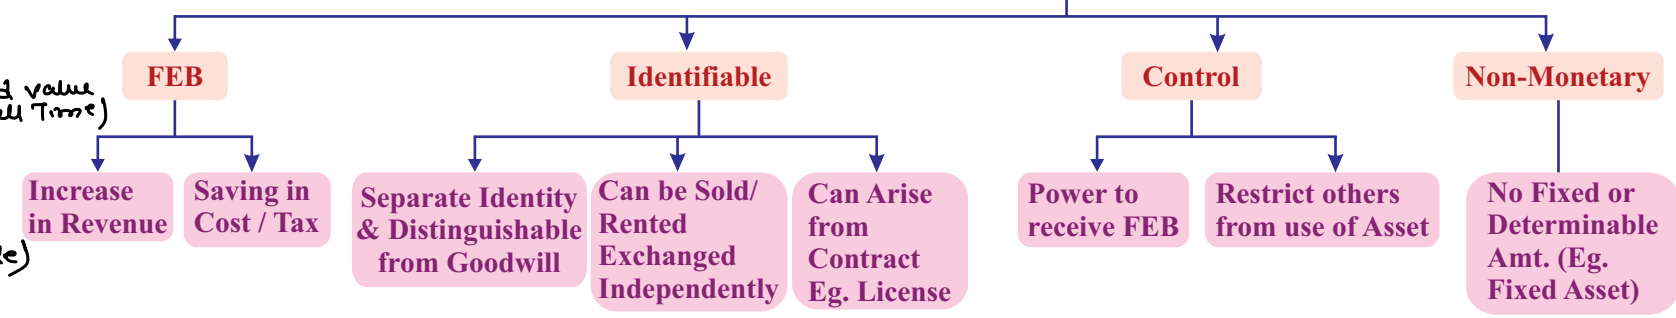 FEB
Identifiable
Control
Non-Monetary
value
Time)
Increase
in Revenue
Saving in
Cost / Tax
Separate Identity
& Distinguishable
from Goodwill
Can be Sold/
Rented
Exchanged
Independently
Can Arise
from
Contract
Eg. License
Power to
receive FEB
Restrict others
from use of Asset
No Fixed or
Determinable
Amt. (Eg.
Fixed Asset)